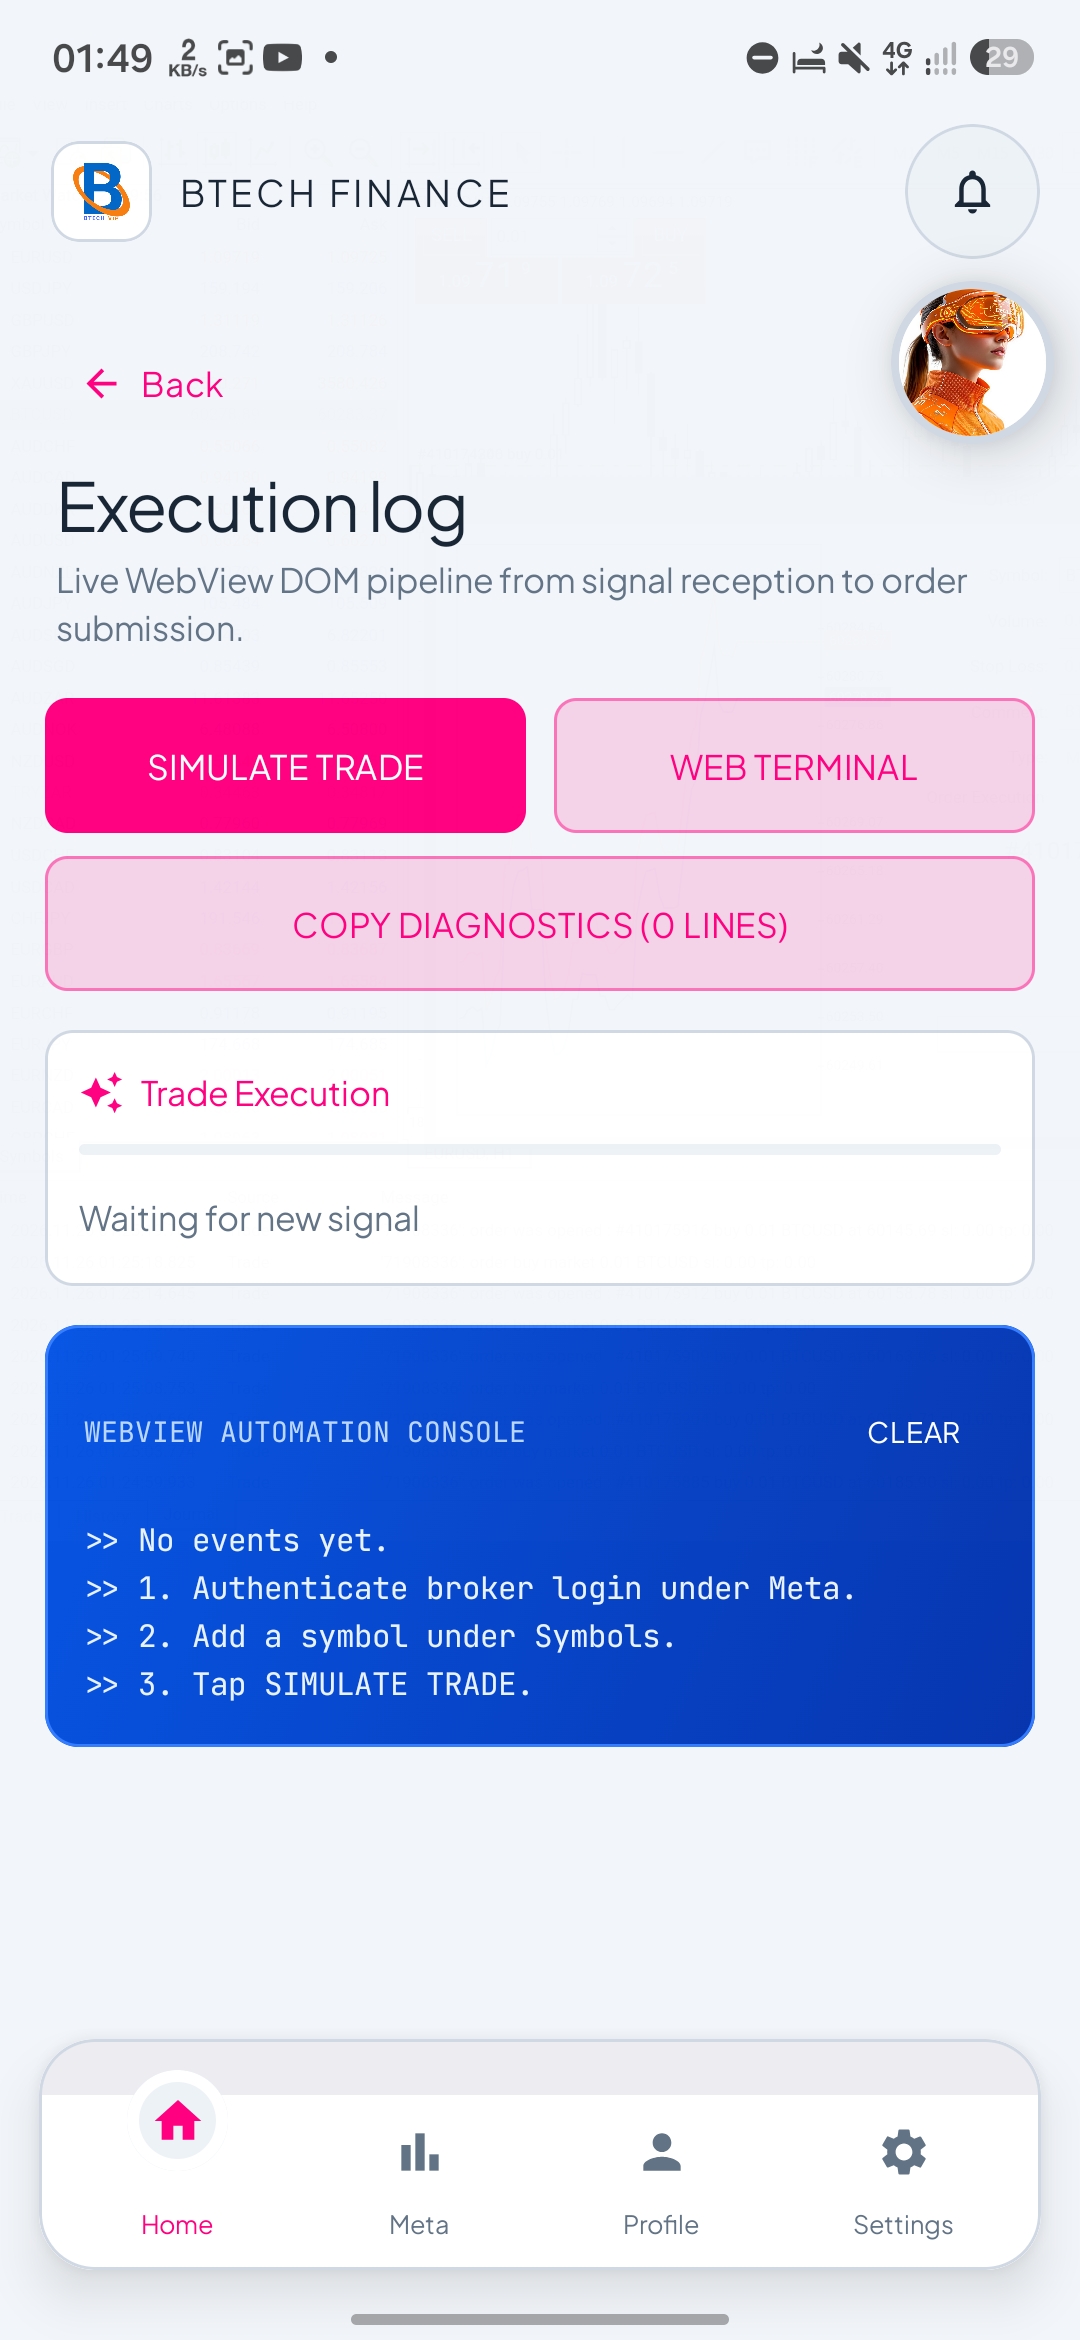 01:49
2
KB/s
4G
29
B
BTECH VIP
BTECH FINANCE
Back
Execution log
Live WebView DOM pipeline from signal reception to order
submission.
SIMULATE TRADE
WEB TERMINAL
COPY DIAGNOSTICS (0 LINES)
Trade Execution
Waiting for new signal
WEBVIEW AUTOMATION CONSOLE
CLEAR
>> No events yet.
>> 1. Authenticate broker login under Meta.
>> 2. Add a symbol under Symbols.
>> 3. Tap SIMULATE TRADE.
Home
Meta
Profile
Settings